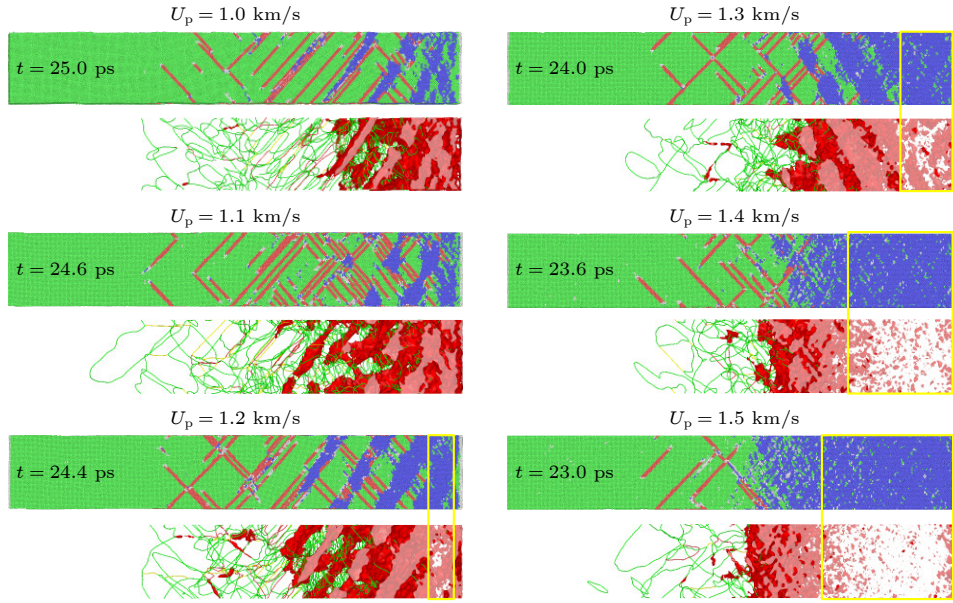 U_p = 1.0 km/s
t = 25.0 ps
U_p = 1.1 km/s
t = 24.6 ps
U_p = 1.2 km/s
t = 24.4 ps
U_p = 1.3 km/s
t = 24.0 ps
U_p = 1.4 km/s
t = 23.6 ps
U_p = 1.5 km/s
t = 23.0 ps